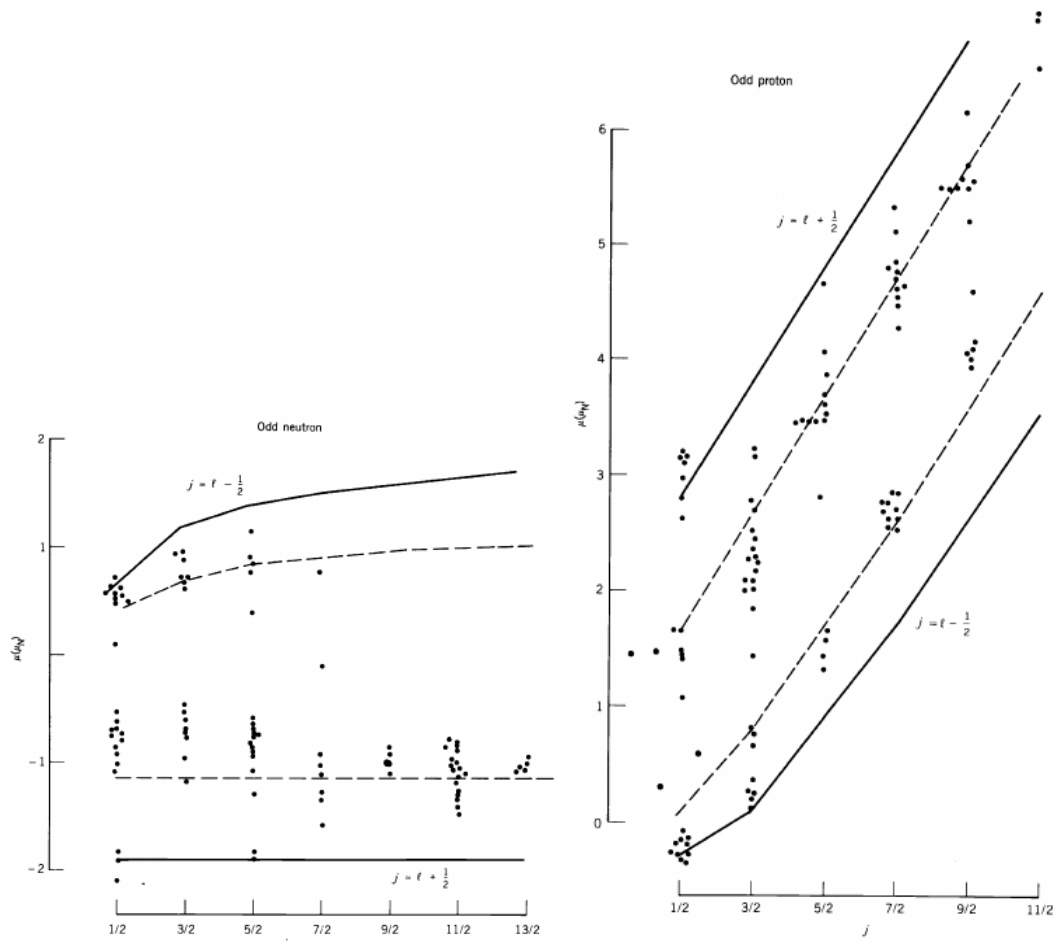 Odd neutron
2
1
-1
-2
μ(μN)
j = ℓ - 1/2
j = ℓ + 1/2
1/2 3/2 5/2 7/2 9/2 11/2 13/2
Odd proton
6
5
4
3
2
1
0
μ(μN)
j = ℓ + 1/2
j = ℓ - 1/2
1/2 3/2 5/2 7/2 9/2 11/2
j